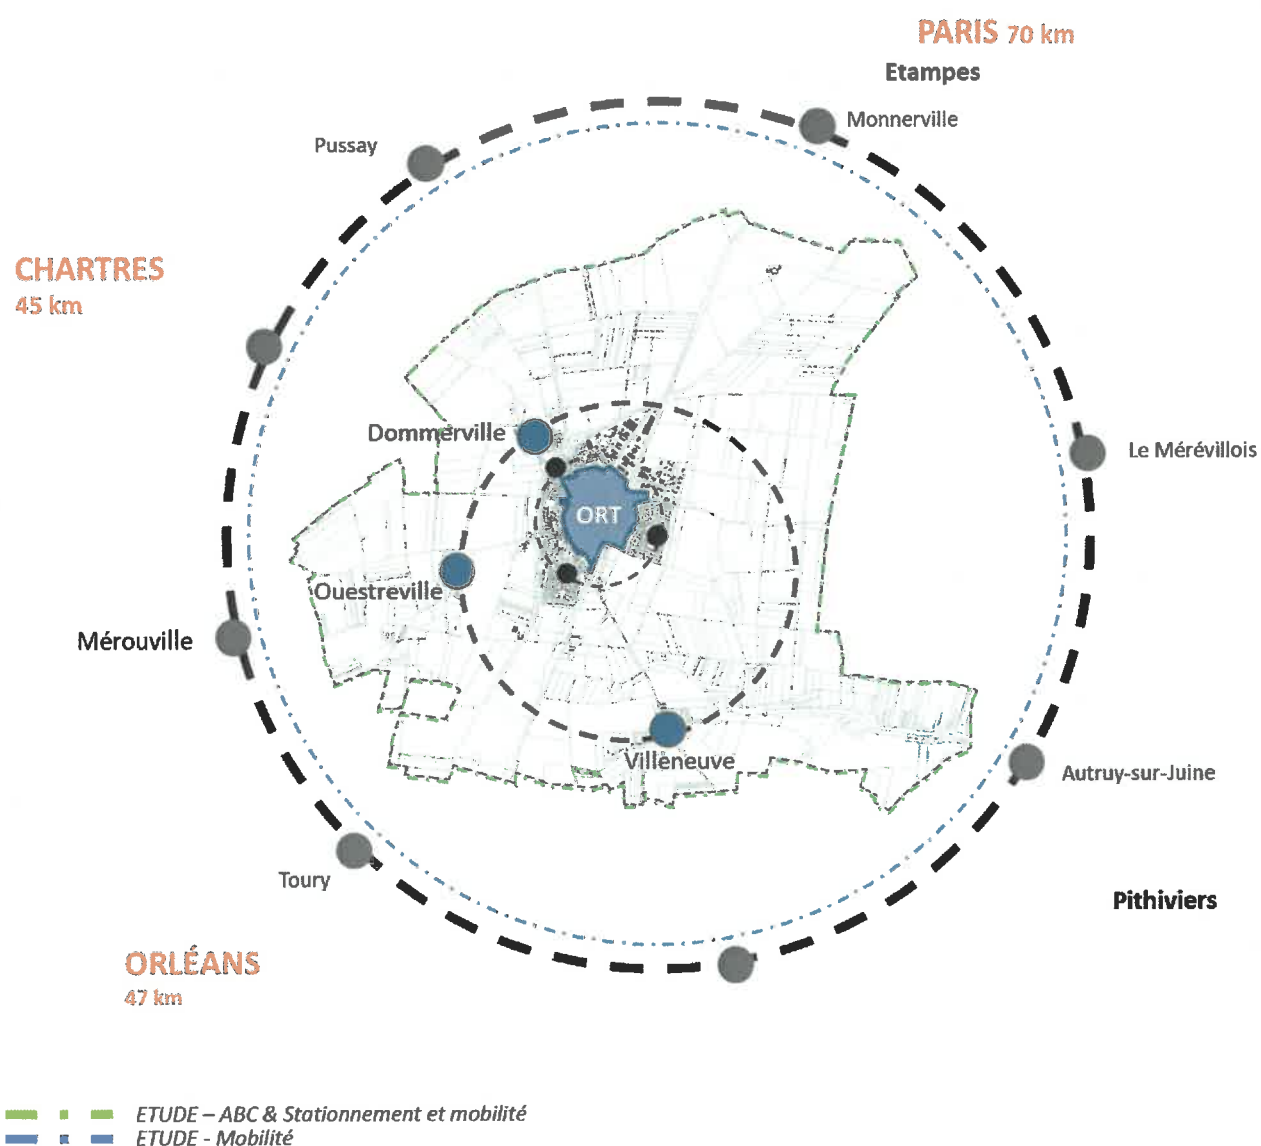 PARIS 70 km
Etampes
Monnerville
Pussay
CHARTRES
45 km
Dommerville
Le Mérévillois
ORT
Ouestreville
Mérouville
Villeneuve
Autruy-sur-Juine
Toury
Pithiviers
ORLÉANS
47 km
ETUDE – ABC & Stationnement et mobilité
ETUDE - Mobilité